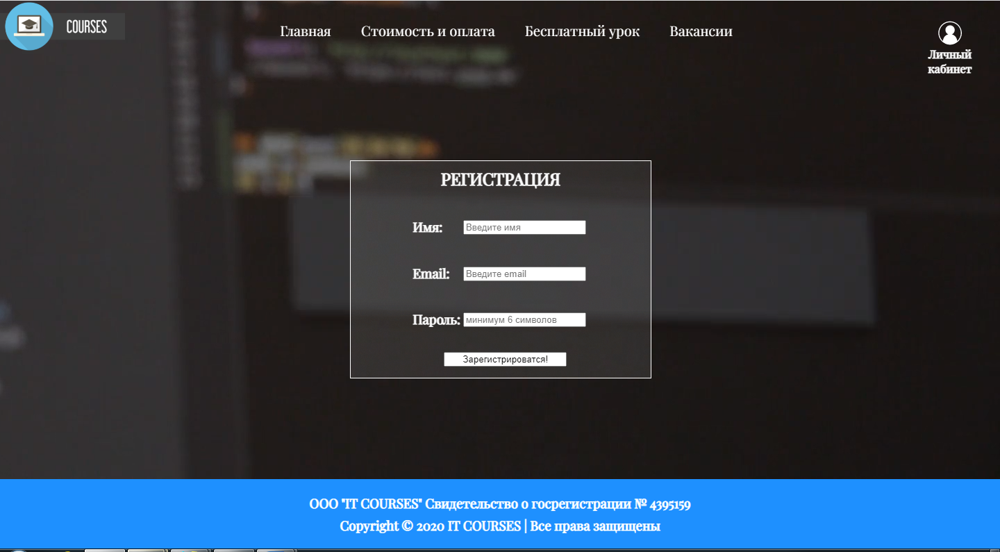 COURSES
Главная Стоимость и оплата Бесплатный урок Вакансии
Личный
кабинет
РЕГИСТРАЦИЯ
Имя: Введите имя
Email: Введите email
Пароль: минимум 6 символов
Зарегистрироватся!
ООО "IT COURSES" Свидетельство о госрегистрации № 4395159
Copyright © 2020 IT COURSES | Все права защищены